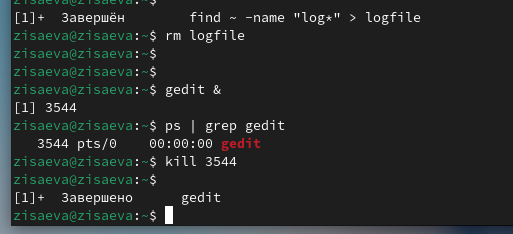 [1]+  Завершён        find ~ -name "log*" > logfile
zisaeva@zisaeva:~$ rm logfile
zisaeva@zisaeva:~$
zisaeva@zisaeva:~$
zisaeva@zisaeva:~$ gedit &
[1] 3544
zisaeva@zisaeva:~$ ps | grep gedit
   3544 pts/0    00:00:00 gedit
zisaeva@zisaeva:~$ kill 3544
zisaeva@zisaeva:~$
[1]+  Завершено      gedit
zisaeva@zisaeva:~$